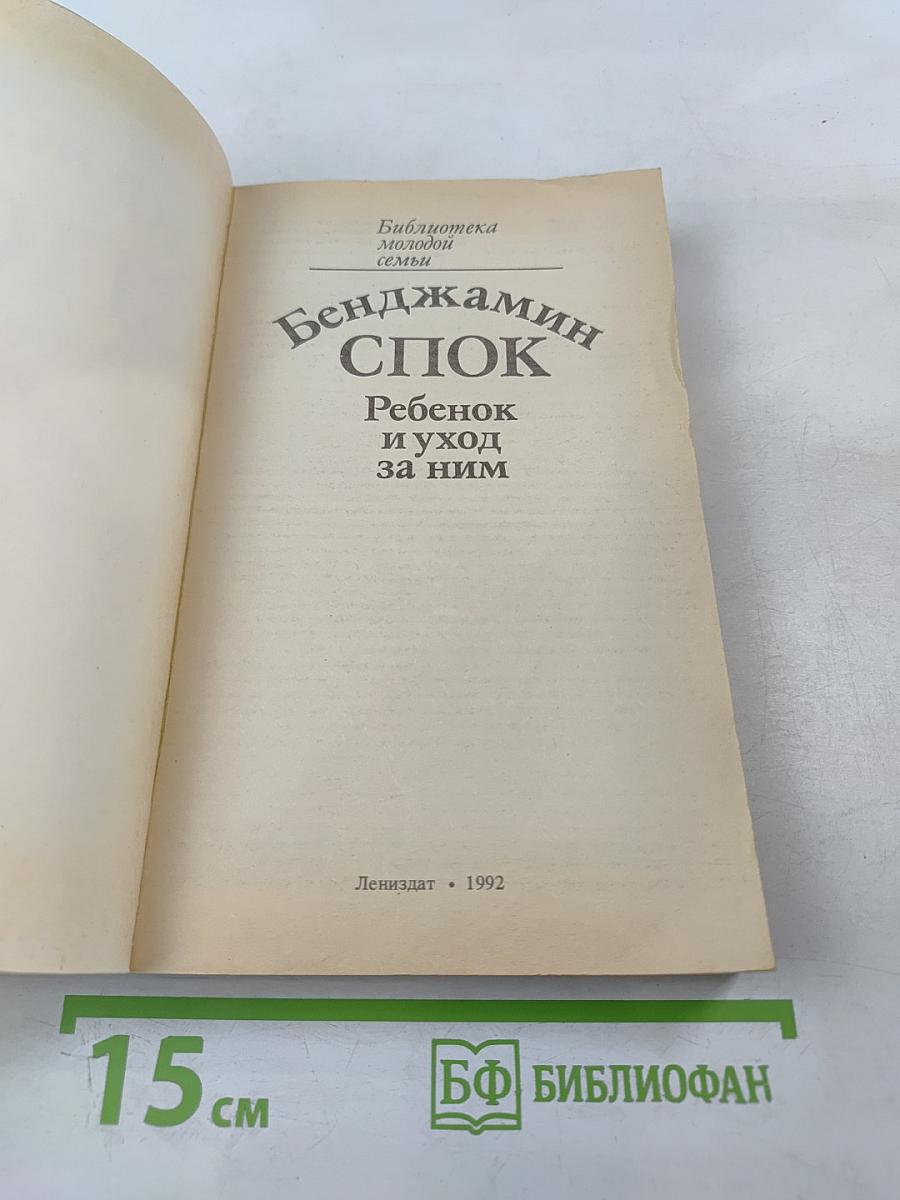 Библиотека
молодой
семьи
Бенджамин
СПОК
Ребенок
и уход
за ним
Лениздат • 1992
15 см
БФ БИБЛИОФАН